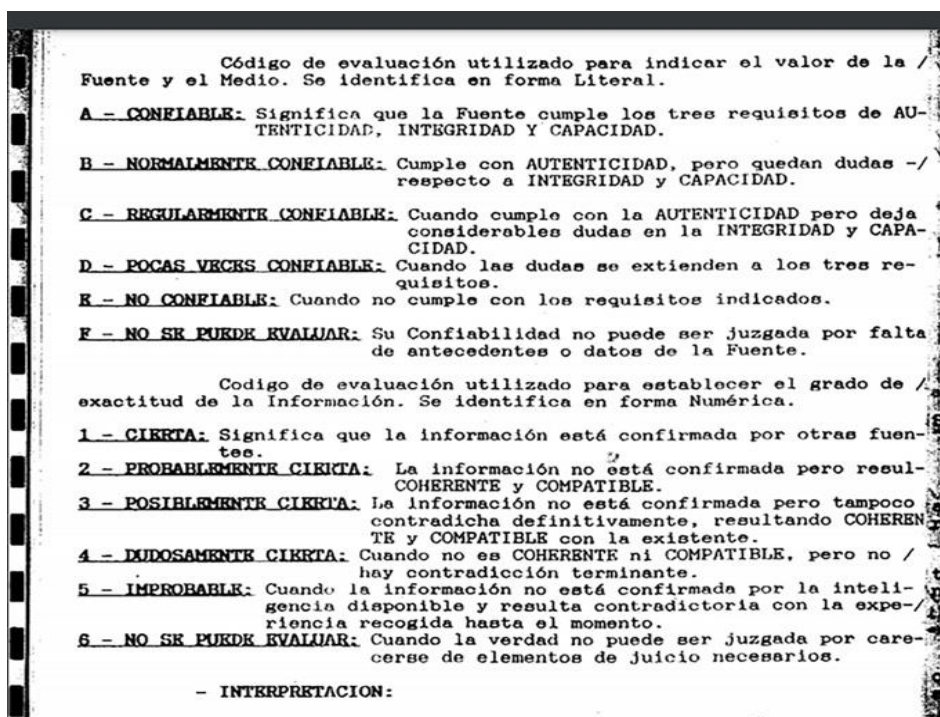 Código de evaluación utilizado para indicar el valor de la /
Fuente y el Medio. Se identifica en forma Literal.
A - CONFIABLE: Significa que la Fuente cumple los tres requisitos de AU-
TENTICIDAD, INTEGRIDAD Y CAPACIDAD.
B - NORMALMENTE CONFIABLE: Cumple con AUTENTICIDAD, pero quedan dudas -/
respecto a INTEGRIDAD y CAPACIDAD.
C - REGULARMENTE CONFIABLE: Cuando cumple con la AUTENTICIDAD pero deja
considerables dudas en la INTEGRIDAD y CAPA-
CIDAD.
D - POCAS VECES CONFIABLE: Cuando las dudas se extienden a los tres re-
quisitos.
E - NO CONFIABLE: Cuando no cumple con los requisitos indicados.
F - NO SE PUEDE EVALUAR: Su Confiabilidad no puede ser juzgada por falta
de antecedentes o datos de la Fuente.
Codigo de evaluación utilizado para establecer el grado de /
exactitud de la Información. Se identifica en forma Numérica.
1 - CIERTA: Significa que la información está confirmada por otras fuen-
tes.
2 - PROBABLEMENTE CIERTA: La información no está confirmada pero resul-
COHERENTE y COMPATIBLE.
3 - POSIBLEMENTE CIERTA: La información no está confirmada pero tampoco
contradicha definitivamente, resultando COHEREN
TE y COMPATIBLE con la existente.
4 - DUDOSAMENTE CIERTA: Cuando no es COHERENTE ni COMPATIBLE, pero no /
hay contradicción terminante.
5 - IMPROBABLE: Cuando la información no está confirmada por la inteli-
gencia disponible y resulta contradictoria con la expe-/
riencia recogida hasta el momento.
6 - NO SE PUEDE EVALUAR: Cuando la verdad no puede ser juzgada por care-
cerse de elementos de juicio necesarios.
- INTERPRETACION: